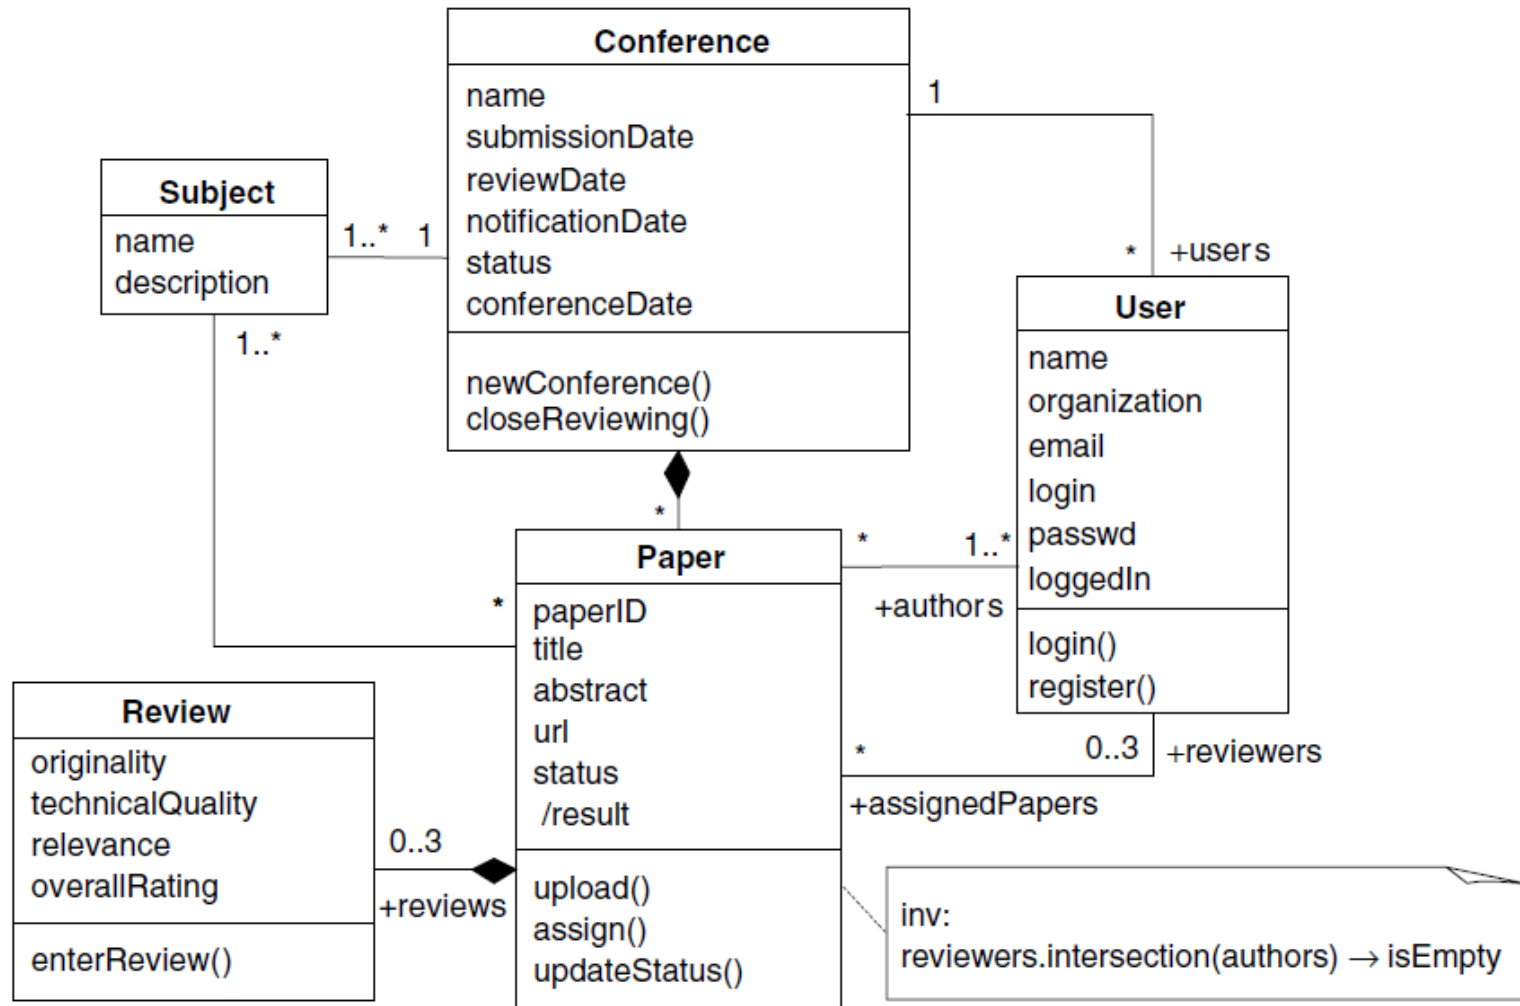 Conference
name
submissionDate
reviewDate
notificationDate
status
conferenceDate
newConference()
closeReviewing()
1
* +users
Subject
name
description
1..* 1
1..*
*
User
name
organization
email
login
passwd
loggedIn
login()
register()
*
Paper
paperID
title
abstract
url
status
/result
upload()
assign()
updateStatus()
* 1..*
+authors
* 0..3 +reviewers
+assignedPapers
Review
originality
technicalQuality
relevance
overallRating
enterReview()
0..3
+reviews
inv:
reviewers.intersection(authors) → isEmpty